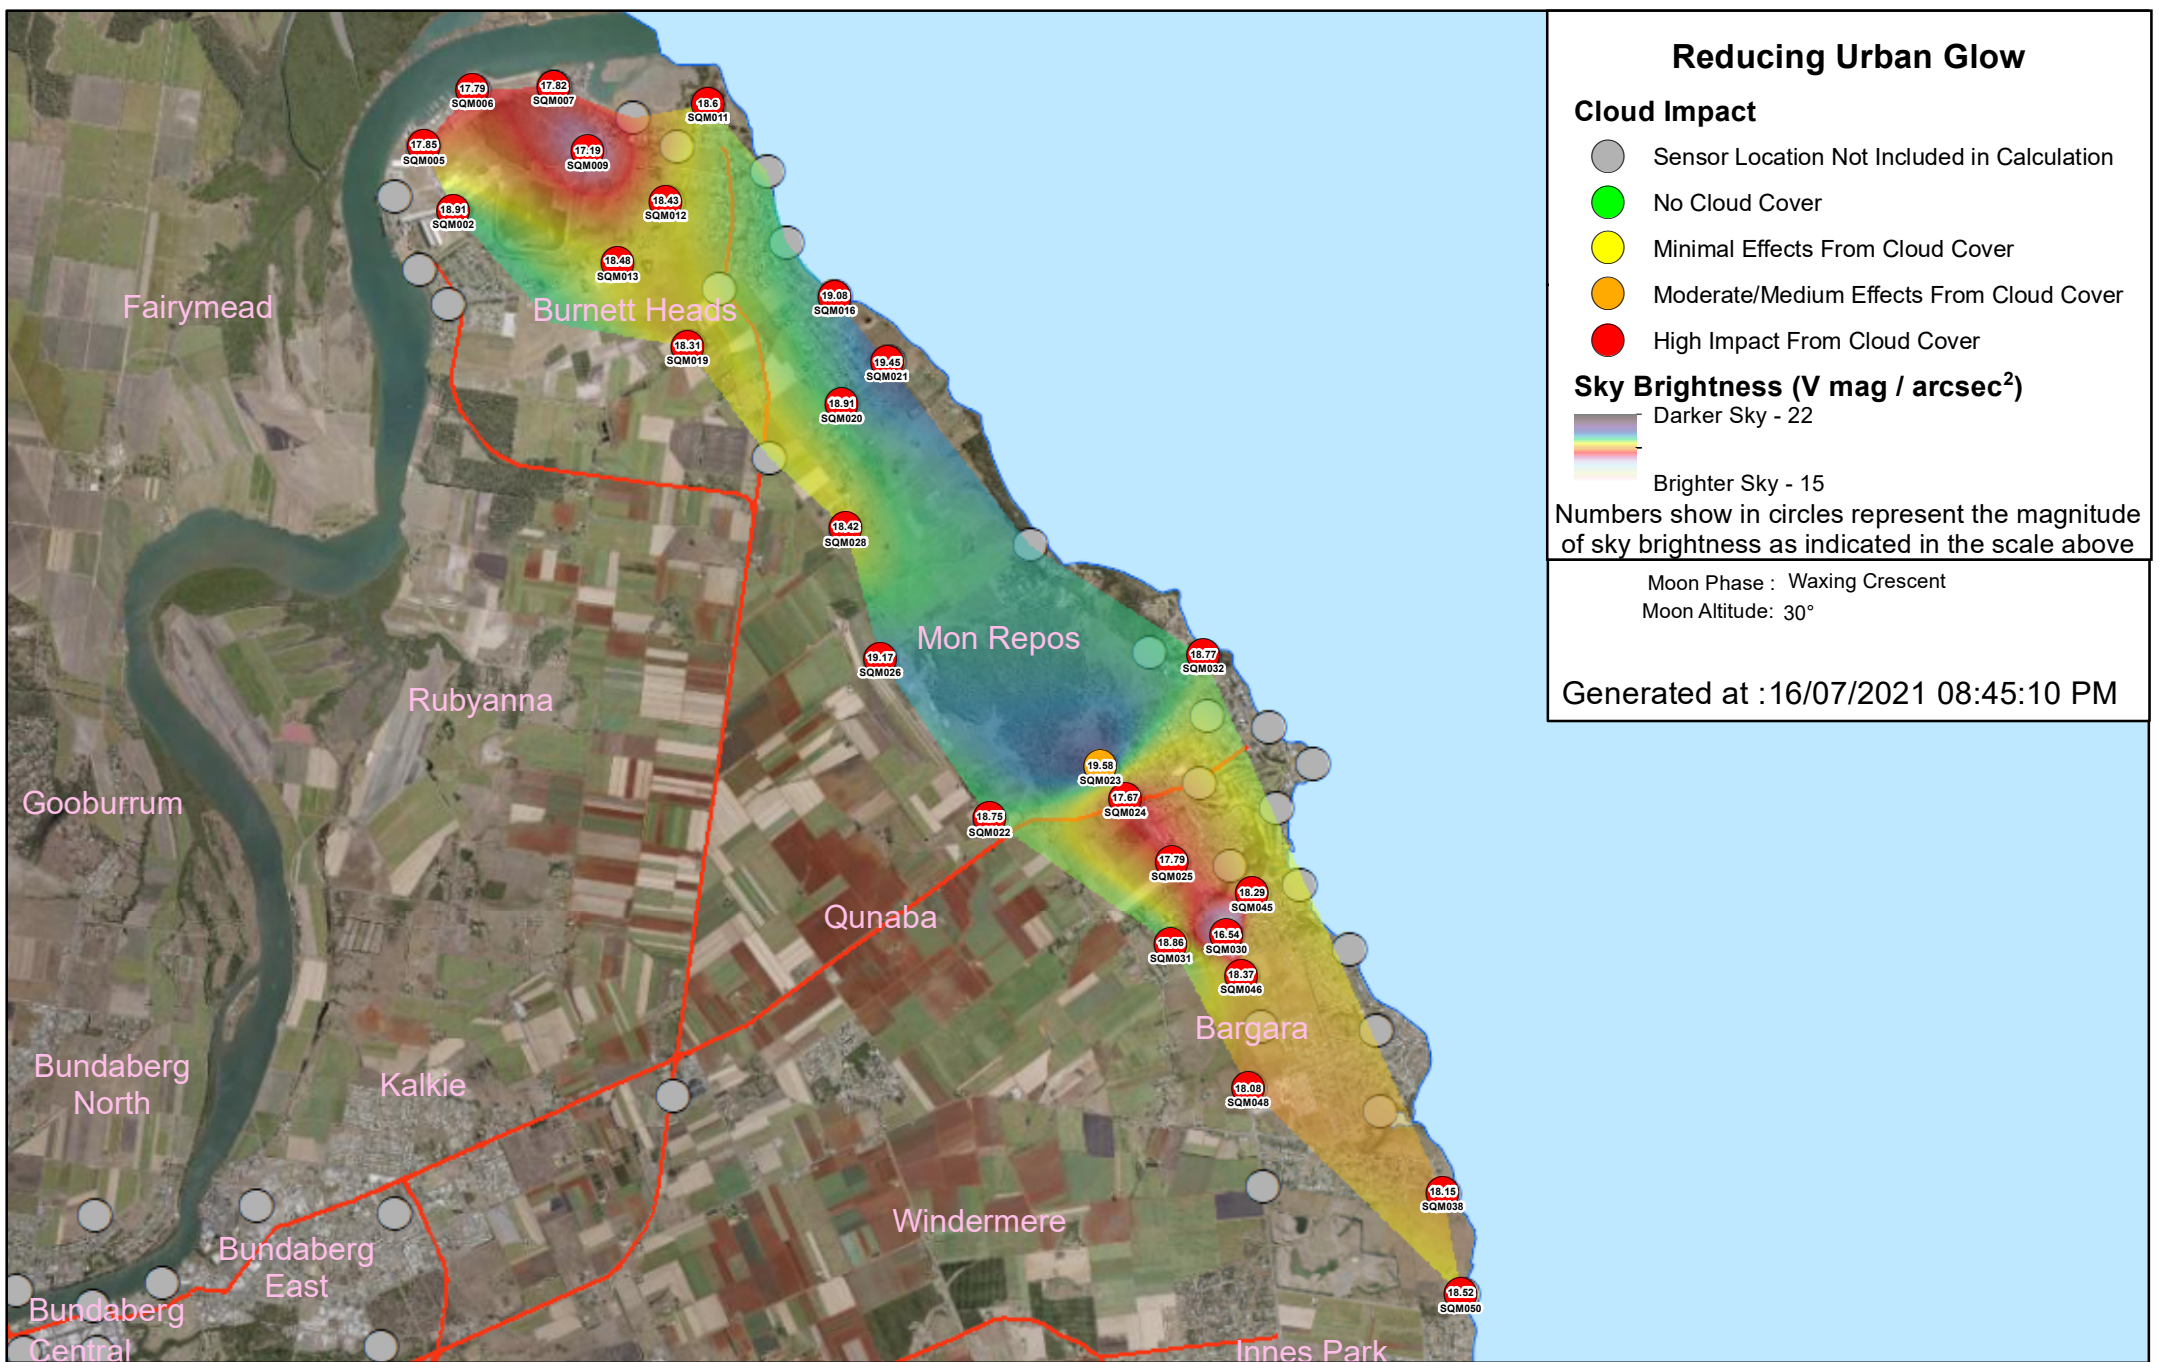 Reducing Urban Glow
Cloud Impact
Sensor Location Not Included in Calculation
No Cloud Cover
Minimal Effects From Cloud Cover
Moderate/Medium Effects From Cloud Cover
High Impact From Cloud Cover
Sky Brightness (V mag / arcsec²)
Darker Sky - 22
Brighter Sky - 15
Numbers show in circles represent the magnitude
of sky brightness as indicated in the scale above
Moon Phase : Waxing Crescent
Moon Altitude: 30°
Generated at :16/07/2021 08:45:10 PM
17.79
SQM006
17.82
SQM007
18.6
SQM011
17.85
SQM005
17.19
SQM009
18.91
SQM002
18.43
SQM012
18.48
SQM013
Fairymead
Burnett Heads
19.08
SQM016
18.31
SQM019
19.45
SQM021
18.91
SQM020
18.42
SQM028
Mon Repos
19.17
SQM026
18.77
SQM032
Rubyanna
19.58
SQM023
17.67
SQM024
Gooburrum
18.75
SQM022
17.79
SQM025
18.29
SQM045
Qunaba
16.54
SQM030
18.86
SQM031
18.37
SQM046
Bargara
Bundaberg
North
Kalkie
18.08
SQM048
18.15
SQM038
Windermere
Bundaberg
East
18.52
SQM050
Bundaberg
Central
Innes Park